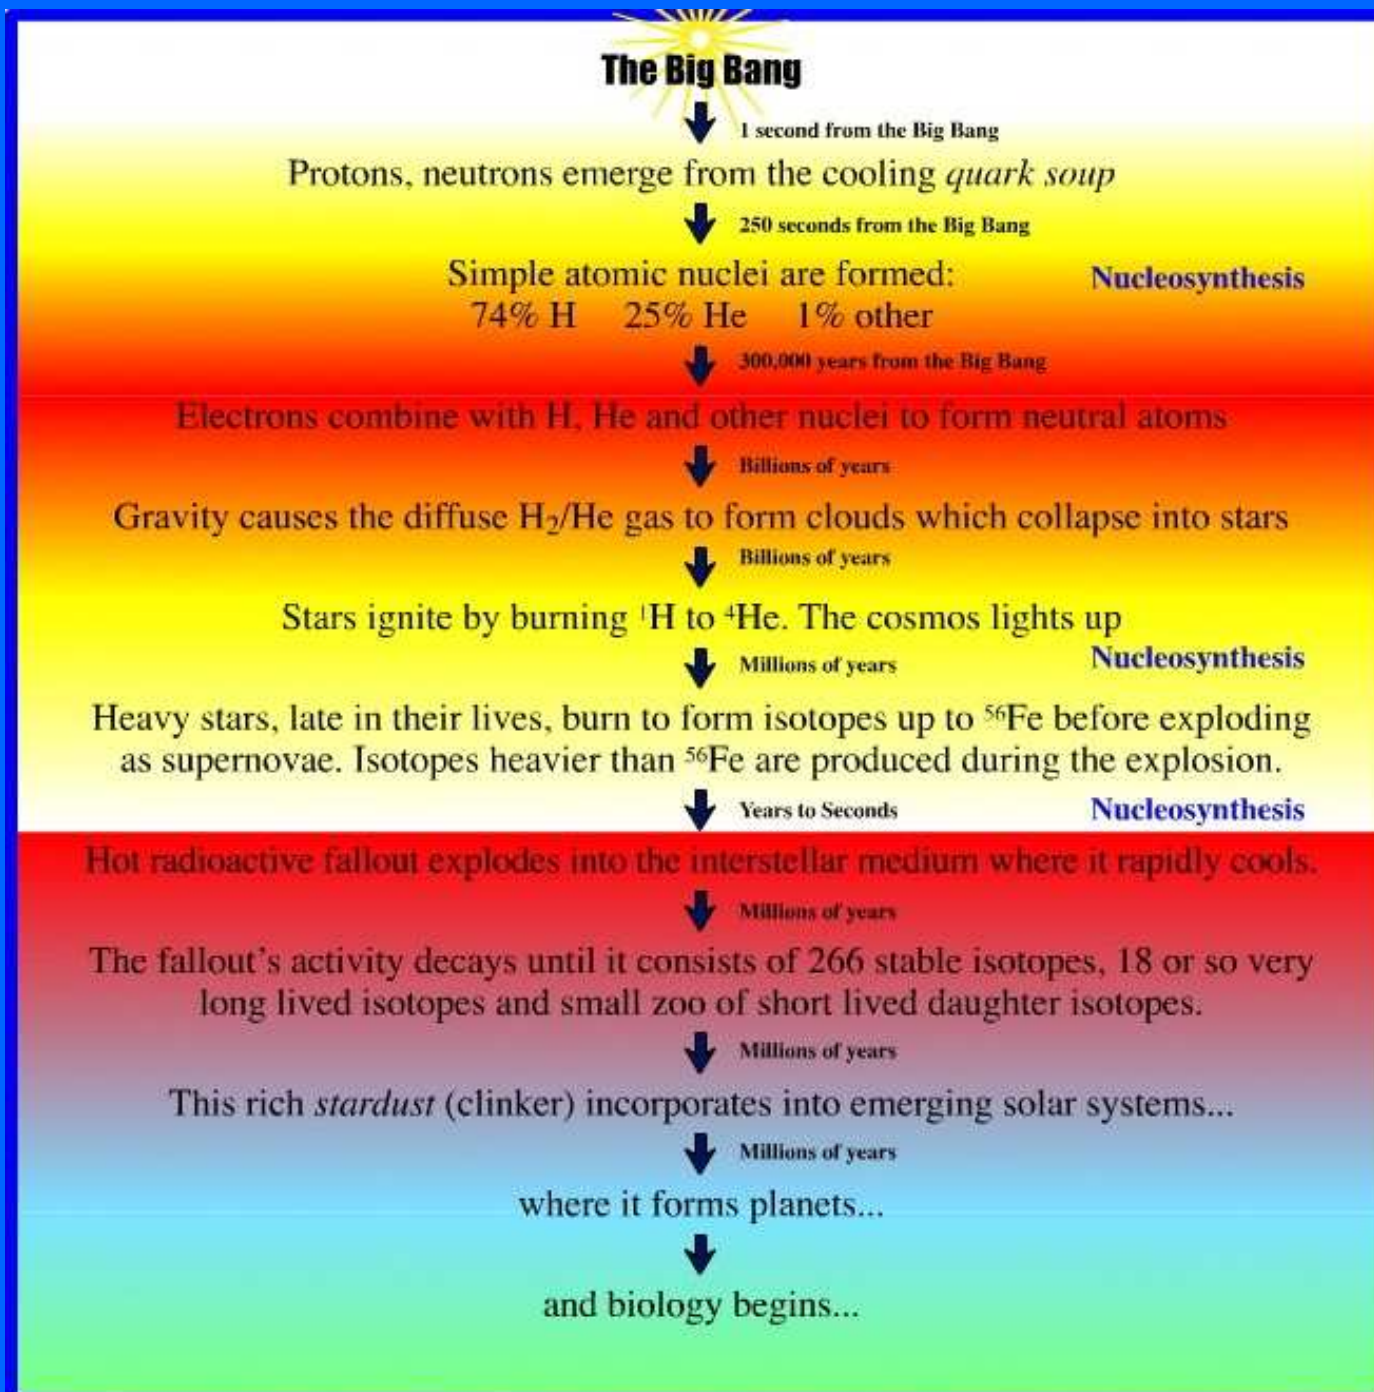 The Big Bang
1 second from the Big Bang
Protons, neutrons emerge from the cooling quark soup
250 seconds from the Big Bang
Simple atomic nuclei are formed:
Nucleosynthesis
74% H 25% He 1% other
300,000 years from the Big Bang
Electrons combine with H, He and other nuclei to form neutral atoms
Billions of years
Gravity causes the diffuse H₂/He gas to form clouds which collapse into stars
Billions of years
Stars ignite by burning ¹H to ⁴He. The cosmos lights up
Millions of years
Nucleosynthesis
Heavy stars, late in their lives, burn to form isotopes up to ⁵⁶Fe before exploding
as supernovae. Isotopes heavier than ⁵⁶Fe are produced during the explosion.
Years to Seconds
Nucleosynthesis
Hot radioactive fallout explodes into the interstellar medium where it rapidly cools.
Millions of years
The fallout's activity decays until it consists of 266 stable isotopes, 18 or so very
long lived isotopes and small zoo of short lived daughter isotopes.
Millions of years
This rich stardust (clinker) incorporates into emerging solar systems...
Millions of years
where it forms planets...
and biology begins...